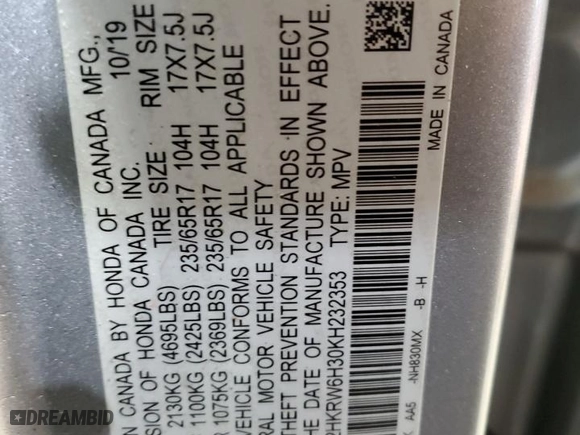 N CANADA BY HONDA OF CANADA MFG.,
SION OF HONDA CANADA INC. 10/19
TIRE SIZE RIM SIZE
2130KG (4695LBS)
1100KG (2425LBS) 235/65R17 104H 17X7.5J
1075KG (2369LBS) 235/65R17 104H 17X7.5J
VEHICLE CONFORMS TO ALL APPLICABLE
RAL MOTOR VEHICLE SAFETY
THEFT PREVENTION STANDARDS IN EFFECT
THE DATE OF MANUFACTURE SHOWN ABOVE.
2HKRW6H30KH232353 TYPE: MPV
AA5 -NH830MX -B -H
MADE IN CANADA
DREAMBID